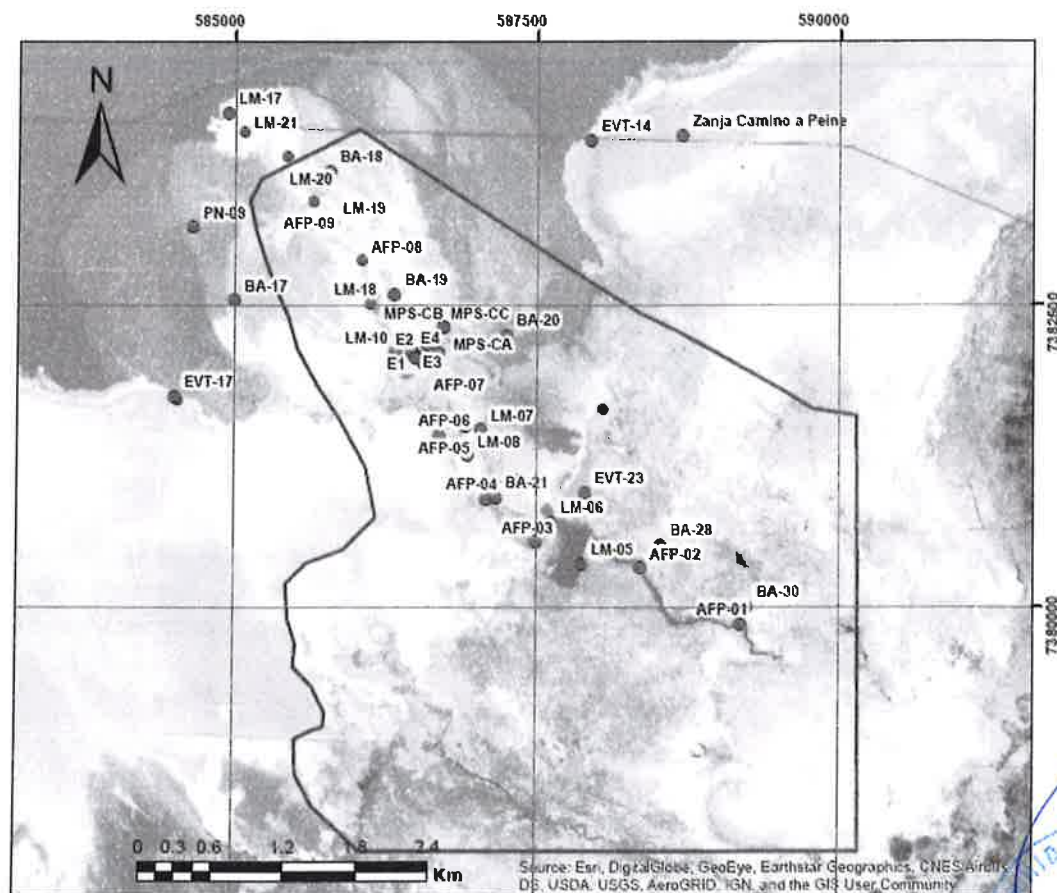 585000 587500 590000
N
LM-17
LM-21
EVT-14
Zanja Camino a Peine
BA-18
LM-20
PN-09
AFP-09
LM-19
AFP-08
BA-17
BA-19
LM-18
7382500
MPS-CB
MPS-CC
BA-20
LM-10
E2
E4
MPS-CA
E1
E3
AFP-07
EVT-17
AFP-06
LM-07
AFP-05
LM-08
AFP-04
BA-21
EVT-23
LM-06
AFP-03
BA-28
LM-05
AFP-02
BA-30
AFP-01
7380000
0 0.3 0.6 1.2 1.8 2.4
Km
Source: Esri, DigitalGlobe, GeoEye, Earthstar Geographics, CNES/Airbus
DS, USDA, USGS, AeroGRID, IGN, and the GIS User Community